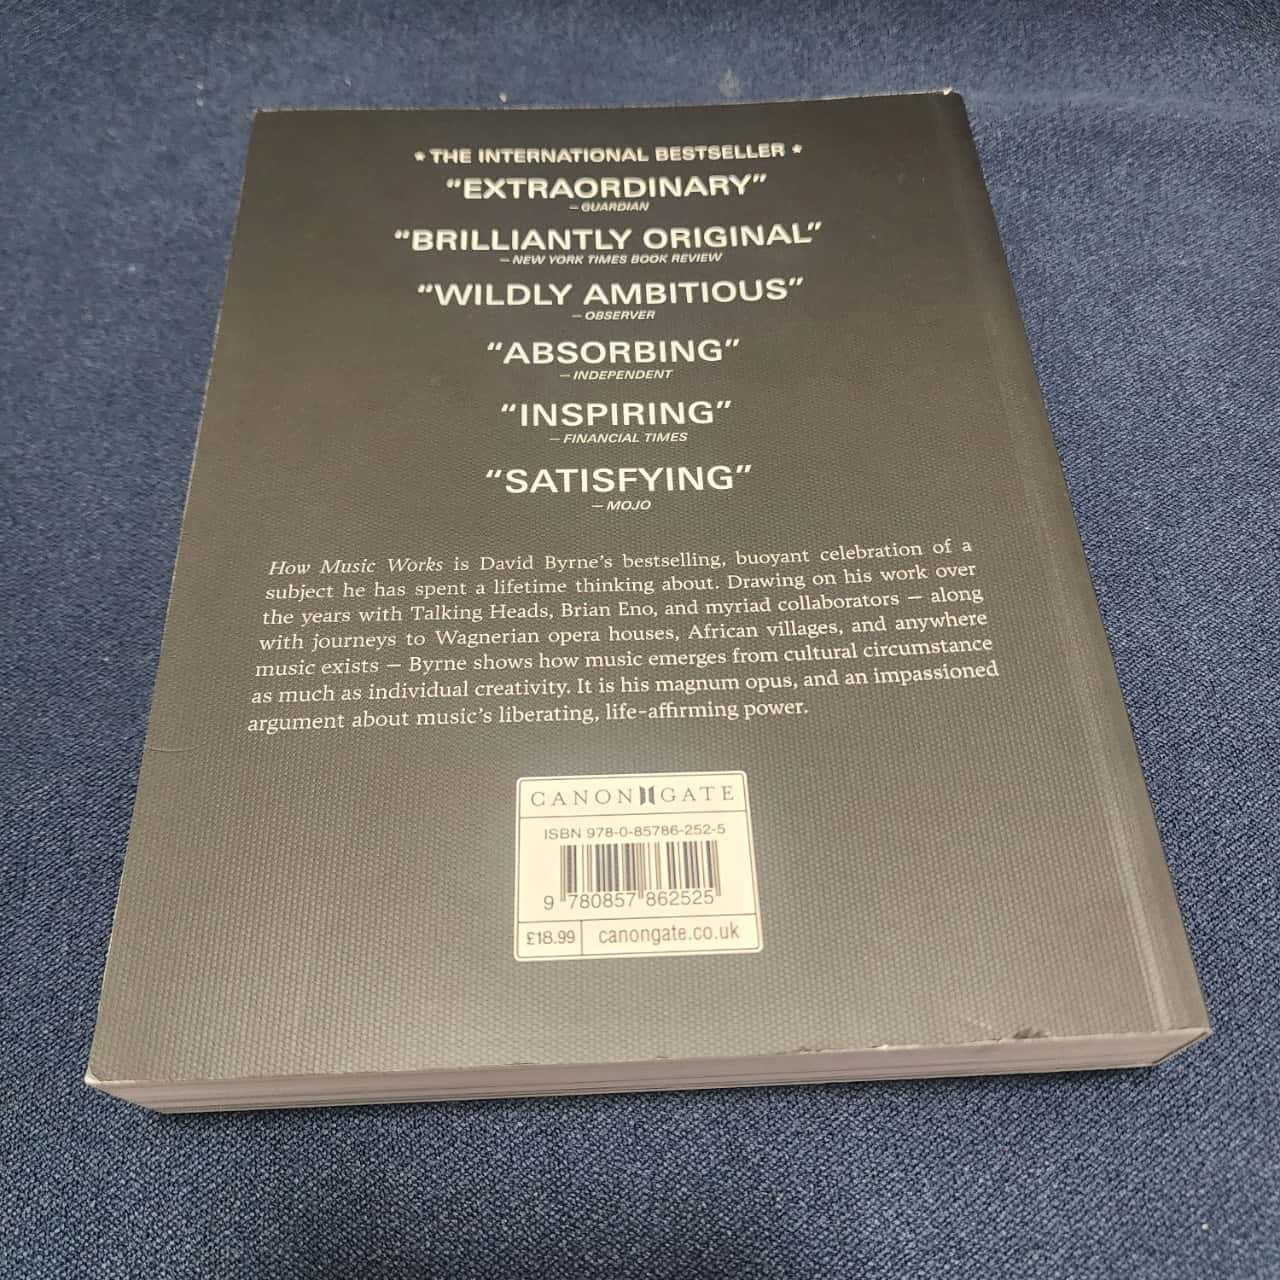 * THE INTERNATIONAL BESTSELLER *
“EXTRAORDINARY”
– GUARDIAN
“BRILLIANTLY ORIGINAL”
– NEW YORK TIMES BOOK REVIEW
“WILDLY AMBITIOUS”
– OBSERVER
“ABSORBING”
– INDEPENDENT
“INSPIRING”
– FINANCIAL TIMES
“SATISFYING”
– MOJO
How Music Works is David Byrne’s bestselling, buoyant celebration of a
subject he has spent a lifetime thinking about. Drawing on his work over
the years with Talking Heads, Brian Eno, and myriad collaborators – along
with journeys to Wagnerian opera houses, African villages, and anywhere
music exists – Byrne shows how music emerges from cultural circumstance
as much as individual creativity. It is his magnum opus, and an impassioned
argument about music’s liberating, life-affirming power.
CANONGATE
ISBN 978-0-85786-252-5
9 780857 862525
£18.99 canongate.co.uk